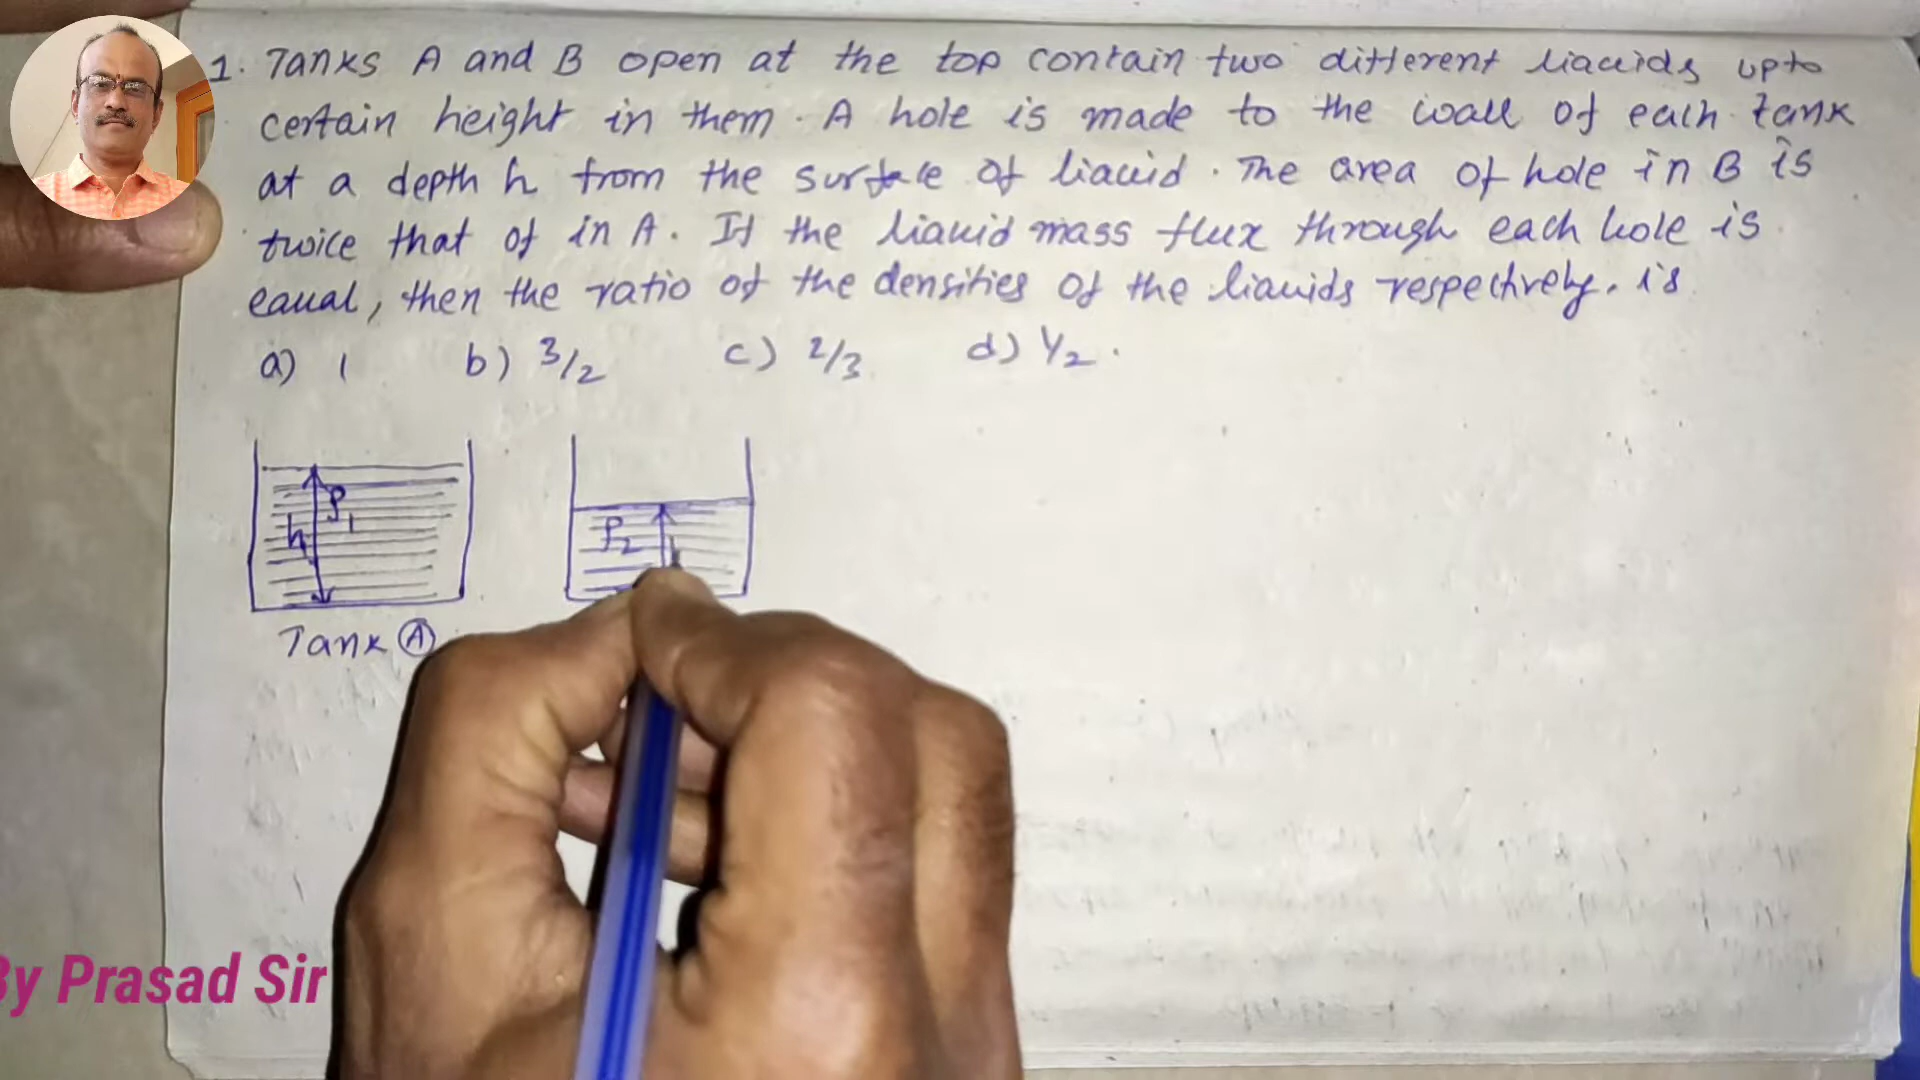 1. Tanks A and B open at the top contain two different liquids upto
certain height in them. A hole is made to the wall of each tank
at a depth h from the surface of liquid. The area of hole in B is
twice that of in A. If the liquid mass flux through each hole is
equal, then the ratio of the densities of the liquids respectively. is
a) 1 b) 3/2 c) 2/3 d) 1/2.
ρ1
h
ρ2
Tank A
By Prasad Sir